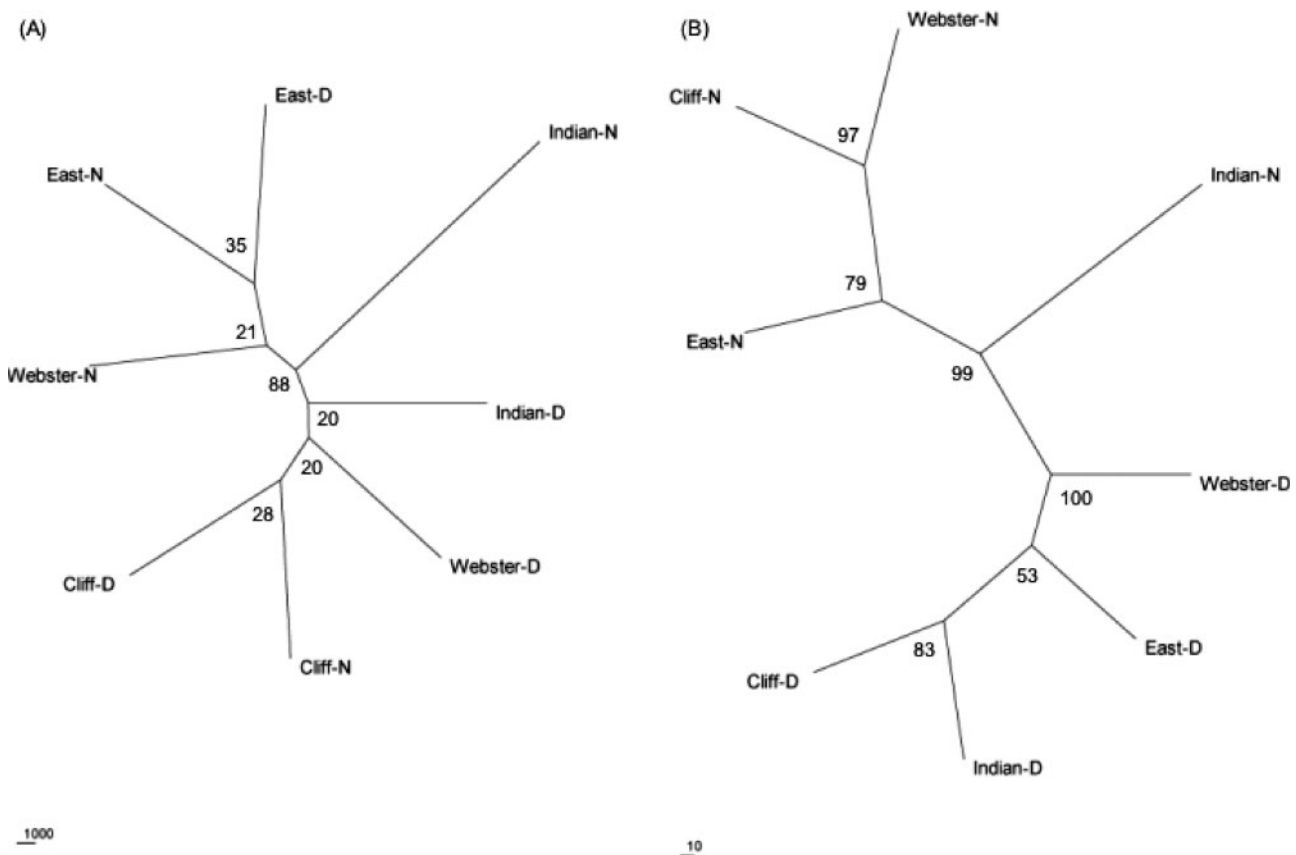 (A)
East-D
Indian-N
East-N
35
21
Webster-N
88
Indian-D
20
20
28
Webster-D
Cliff-D
Cliff-N
1000
(B)
Webster-N
Cliff-N
97
Indian-N
79
East-N
99
Webster-D
100
53
East-D
83
Cliff-D
Indian-D
10